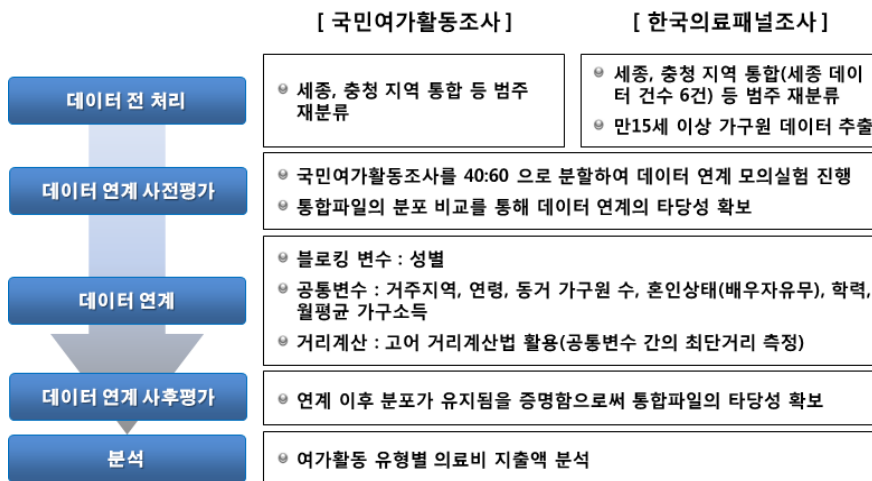 [ 국민여가활동조사 ]
[ 한국의료패널조사 ]
데이터 전 처리
세종, 충청 지역 통합 등 범주
재분류
세종, 충청 지역 통합(세종 데이
터 건수 6건) 등 범주 재분류
만15세 이상 가구원 데이터 추출
데이터 연계 사전평가
국민여가활동조사를 40:60 으로 분할하여 데이터 연계 모의실험 진행
통합파일의 분포 비교를 통해 데이터 연계의 타당성 확보
데이터 연계
블로킹 변수 : 성별
공통변수 : 거주지역, 연령, 동거 가구원 수, 혼인상태(배우자유무), 학력,
월평균 가구소득
거리계산 : 고어 거리계산법 활용(공통변수 간의 최단거리 측정)
데이터 연계 사후평가
연계 이후 분포가 유지됨을 증명함으로써 통합파일의 타당성 확보
분석
여가활동 유형별 의료비 지출액 분석